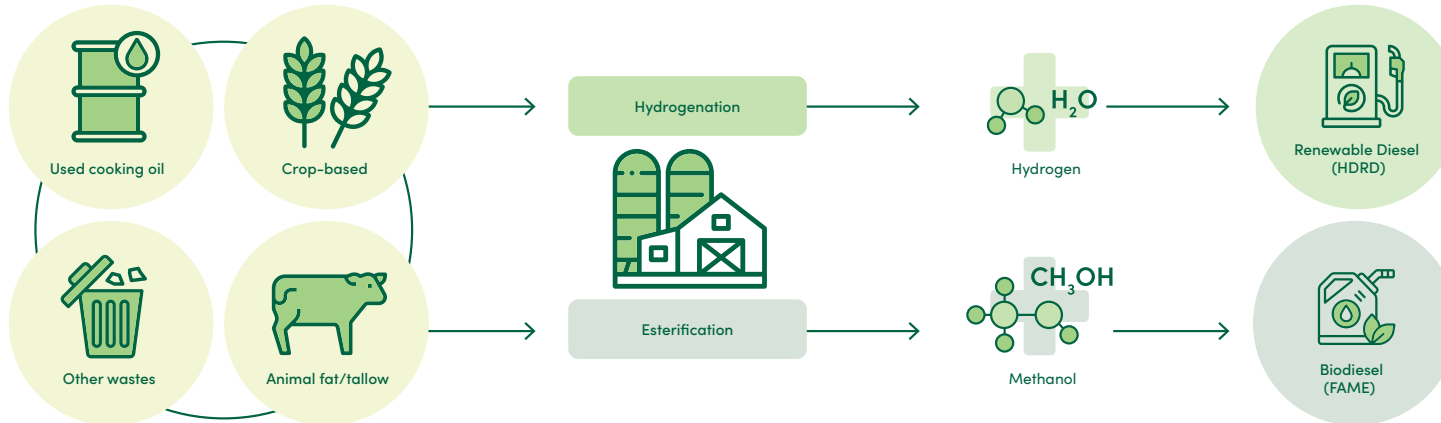 Used cooking oil
Crop-based
Other wastes
Animal fat/tallow
Hydrogenation
Esterification
H₂O
Hydrogen
CH₃OH
Methanol
Renewable Diesel
(HDRD)
Biodiesel
(FAME)